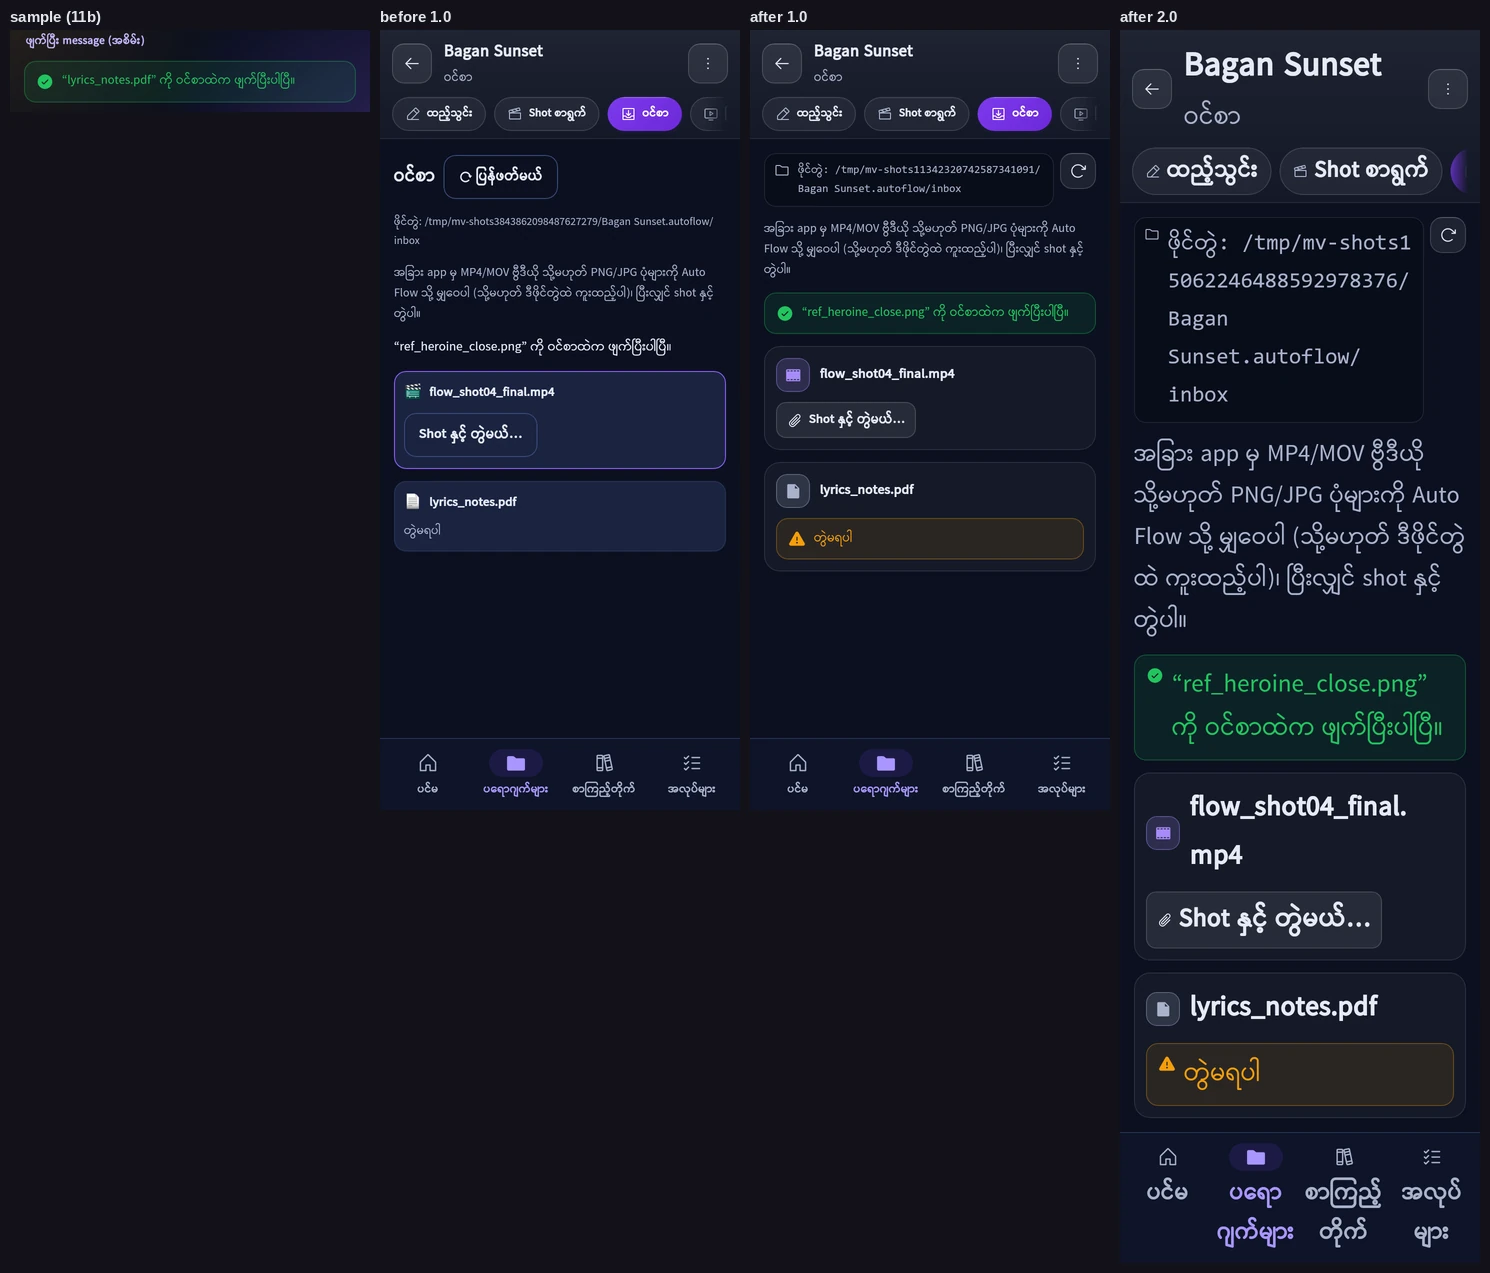 sample (11b)
ဖျက်ပြီး message (အစိမ်း)
“lyrics_notes.pdf” ကို ဝင်စာထဲက ဖျက်ပြီးပါပြီ။
before 1.0
Bagan Sunset
ဝင်စာ
ထည့်သွင်း
Shot စာရွက်
ဝင်စာ
ဝင်စာ
ပြန်ဖတ်မယ်
ဖိုင်တွဲ: /tmp/mv-shots3843862098487627279/Bagan Sunset.autoflow/
inbox
အခြား app မှ MP4/MOV ဗွီဒီယို သို့မဟုတ် PNG/JPG ပုံများကို Auto
Flow သို့ မျှဝေပါ (သို့မဟုတ် ဒီဖိုင်တွဲထဲ ကူးထည့်ပါ)၊ ပြီးလျှင် shot နှင့်
တွဲပါ။
“ref_heroine_close.png” ကို ဝင်စာထဲက ဖျက်ပြီးပါပြီ။
flow_shot04_final.mp4
Shot နှင့် တွဲမယ်…
lyrics_notes.pdf
တွဲမရပါ
ပင်မ
ပရောဂျက်များ
စာကြည့်တိုက်
အလုပ်များ
after 1.0
Bagan Sunset
ဝင်စာ
ထည့်သွင်း
Shot စာရွက်
ဝင်စာ
ဖိုင်တွဲ: /tmp/mv-shots11342320742587341091/
Bagan Sunset.autoflow/inbox
အခြား app မှ MP4/MOV ဗွီဒီယို သို့မဟုတ် PNG/JPG ပုံများကို Auto
Flow သို့ မျှဝေပါ (သို့မဟုတ် ဒီဖိုင်တွဲထဲ ကူးထည့်ပါ)၊ ပြီးလျှင် shot နှင့်
တွဲပါ။
“ref_heroine_close.png” ကို ဝင်စာထဲက ဖျက်ပြီးပါပြီ။
flow_shot04_final.mp4
Shot နှင့် တွဲမယ်…
lyrics_notes.pdf
တွဲမရပါ
ပင်မ
ပရောဂျက်များ
စာကြည့်တိုက်
အလုပ်များ
after 2.0
Bagan Sunset
ဝင်စာ
ထည့်သွင်း
Shot စာရွက်
ဖိုင်တွဲ: /tmp/mv-shots1
5062246488592978376/
Bagan
Sunset.autoflow/
inbox
အခြား app မှ MP4/MOV ဗွီဒီယို
သို့မဟုတ် PNG/JPG ပုံများကို Auto
Flow သို့ မျှဝေပါ (သို့မဟုတ် ဒီဖိုင်တွဲ
ထဲ ကူးထည့်ပါ)၊ ပြီးလျှင် shot နှင့်
တွဲပါ။
“ref_heroine_close.png”
ကို ဝင်စာထဲက ဖျက်ပြီးပါပြီ။
flow_shot04_final.
mp4
Shot နှင့် တွဲမယ်…
lyrics_notes.pdf
တွဲမရပါ
ပင်မ
ပရော
ဂျက်များ
စာကြည့်
တိုက်
အလုပ်
များ